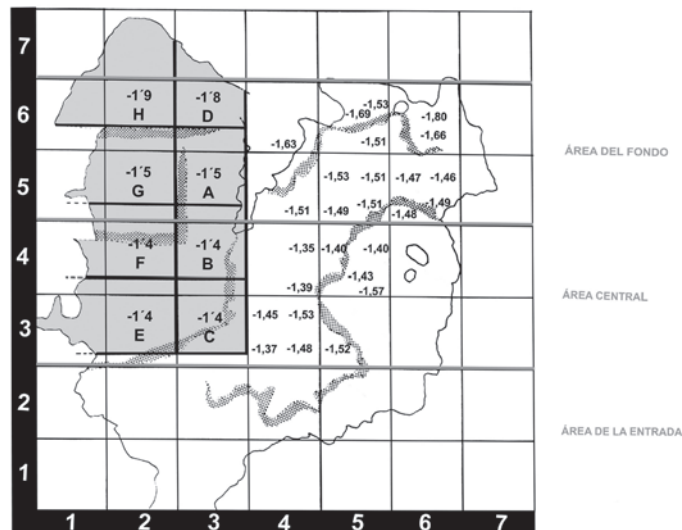 7
-1´9 -1´8
H D
6
-1,53
-1,69 -1,80
-1,66
-1,63 -1,51
ÁREA DEL FONDO
-1´5 -1´5
G A
5
-1,53 -1,51 -1,47 -1,46
-1,51 -1,49 -1,51 -1,48 -1,49
-1´4 -1´4
F B
4
-1,35 -1,40 -1,40
-1,43
-1,39 -1,57
ÁREA CENTRAL
-1´4 -1´4
E C
3
-1,45 -1,53
-1,37 -1,48 -1,52
2
ÁREA DE LA ENTRADA
1
1 2 3 4 5 6 7